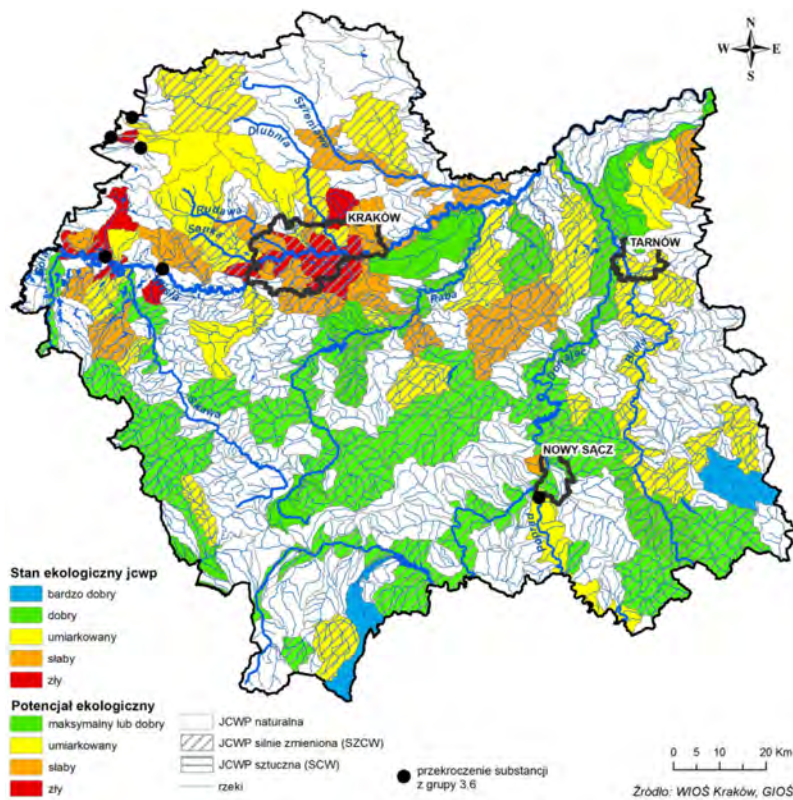 N
W E
S
Szreniawa
Dłubnia
Rudawa
Sanka
KRAKÓW
TARNÓW
Raba
Dunajec
Biała
Skawa
NOWY SĄCZ
Poprad
Stan ekologiczny jcwp
bardzo dobry
dobry
umiarkowany
słaby
zły
Potencjał ekologiczny
maksymalny lub dobry
umiarkowany
słaby
zły
JCWP naturalna
JCWP silnie zmieniona (SZCW)
JCWP sztuczna (SCW)
rzeki
przekroczenie substancji
z grupy 3.6
0 5 10 20 Km
Źródło: WIOŚ Kraków, GIOŚ